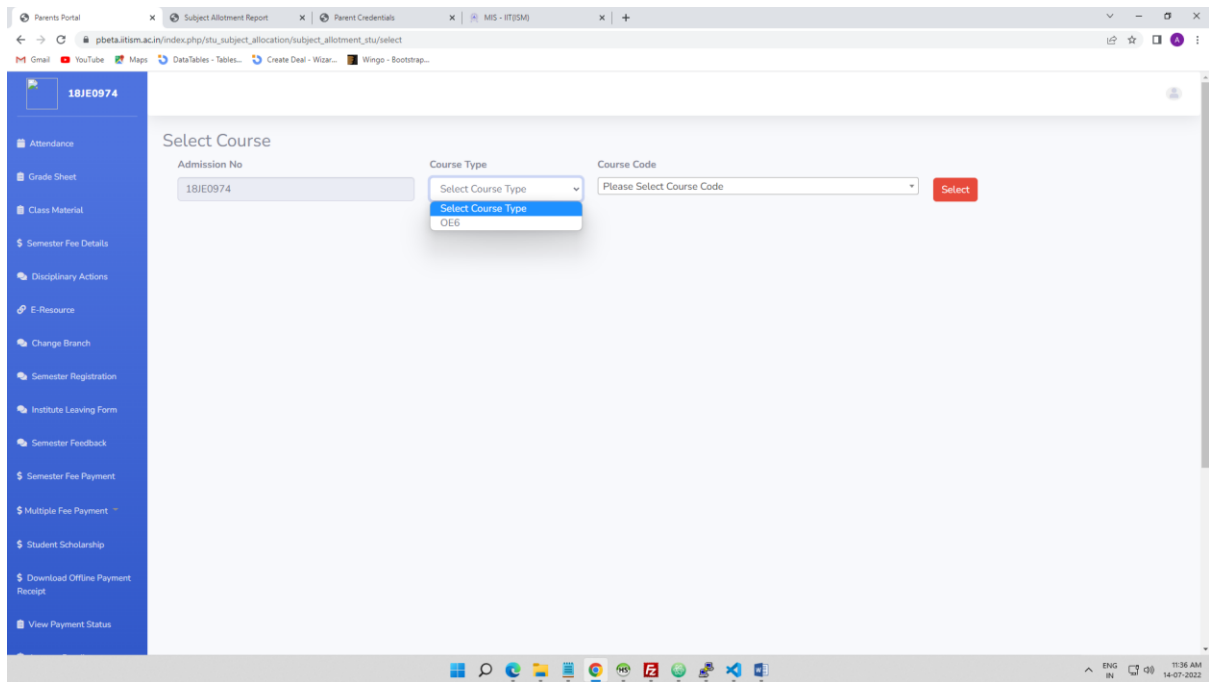 Parents Portal
Subject Allotment Report
Parent Credentials
MIS - IIT(ISM)
pbeta.iitism.ac.in/index.php/stu_subject_allocation/subject_allotment_stu/select
A
Gmail
YouTube
Maps
DataTables - Tables...
Create Deal - Wizar...
Wingo - Bootstrap...
18JE0974
Attendance
Grade Sheet
Class Material
Semester Fee Details
Disciplinary Actions
E-Resource
Change Branch
Semester Registration
Institute Leaving Form
Semester Feedback
Semester Fee Payment
Multiple Fee Payment
Student Scholarship
Download Offline Payment
Receipt
View Payment Status
Select Course
Admission No
Course Type
Course Code
18JE0974
Select Course Type
Please Select Course Code
Select
Select Course Type
OE6
ENG
IN
11:36 AM
14-07-2022